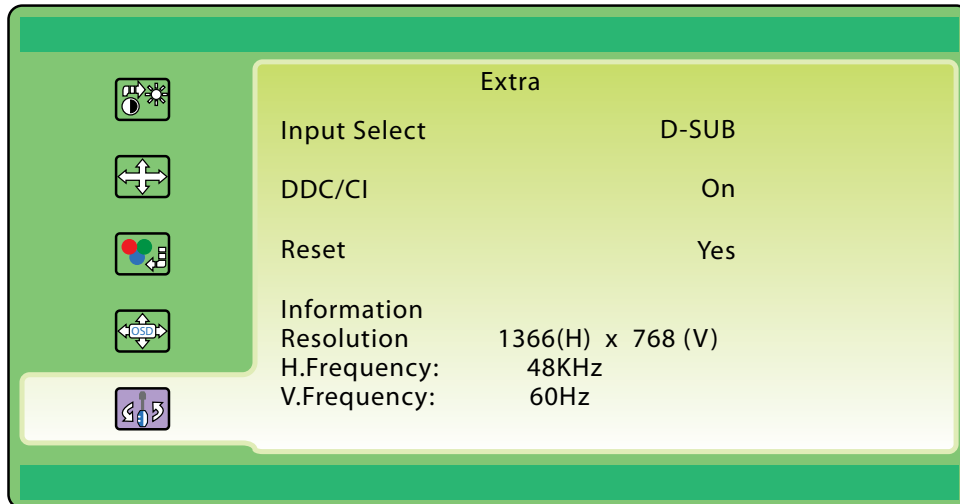 Extra
Input Select D-SUB
DDC/CI On
Reset Yes
Information
Resolution 1366(H) x 768 (V)
H.Frequency: 48KHz
V.Frequency: 60Hz
OSD